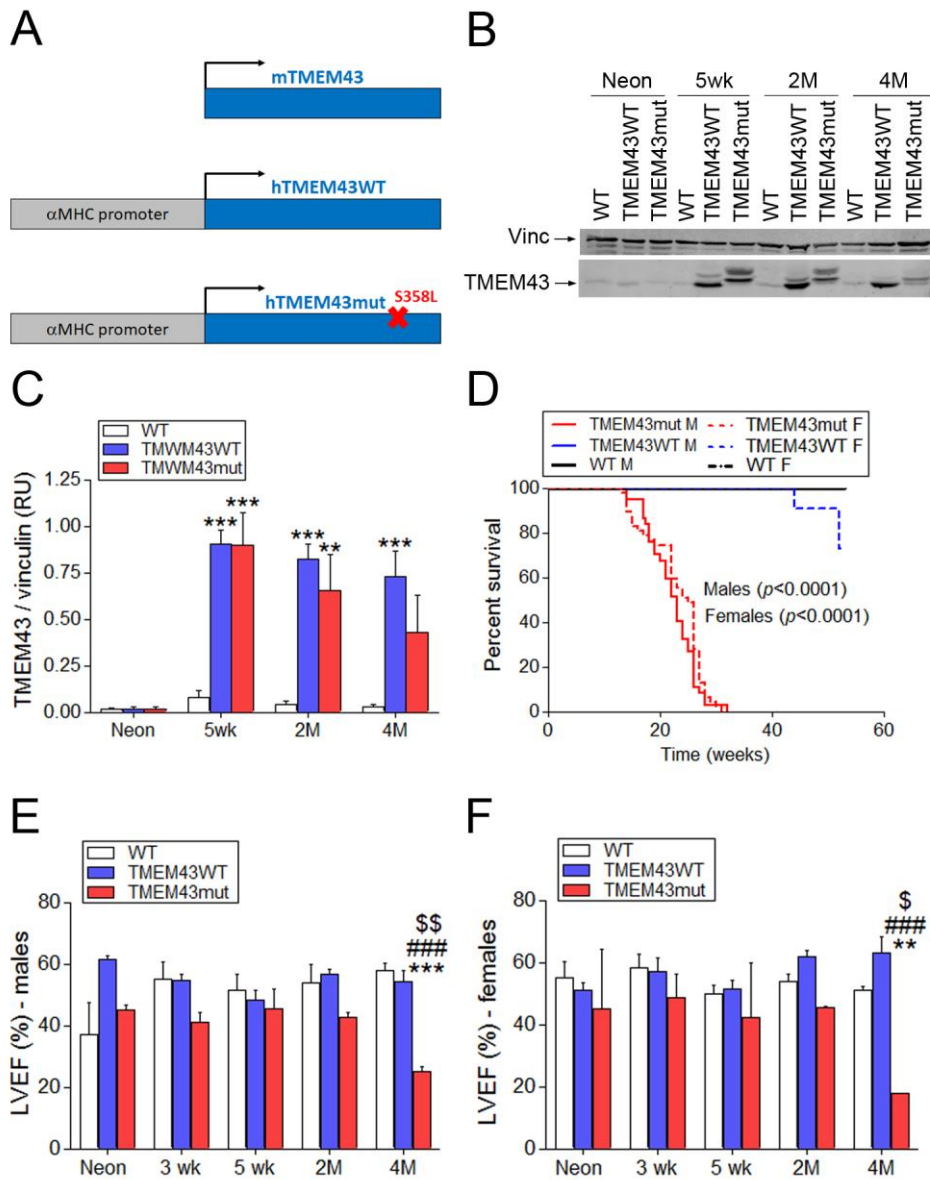 A
mTMEM43
hTMEM43WT
αMHC promoter
hTMEM43mut
S358L
αMHC promoter
B
Neon 5wk 2M 4M
WT TMEM43WT TMEM43mut WT TMEM43WT TMEM43mut WT TMEM43WT TMEM43mut WT TMEM43WT TMEM43mut
Vinc
TMEM43
C
WT
TMWM43WT
TMWM43mut
TMEM43 / vinculin (RU)
1.25
1.00
0.75
0.50
0.25
0.00
*** *** *** ** ***
Neon 5wk 2M 4M
D
TMEM43mut M TMEM43mut F
TMEM43WT M TMEM43WT F
WT M WT F
Percent survival
100
80
60
40
20
0
Males (p<0.0001)
Females (p<0.0001)
0 20 40 60
Time (weeks)
E
WT
TMEM43WT
TMEM43mut
LVEF (%) - males
80
60
40
20
0
$$
###
***
Neon 3 wk 5 wk 2M 4M
F
WT
TMEM43WT
TMEM43mut
LVEF (%) - females
80
60
40
20
0
$
###
**
Neon 3 wk 5 wk 2M 4M